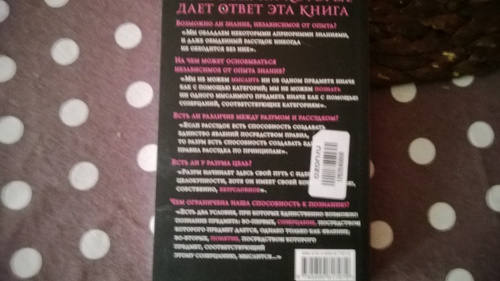 ДАЕТ ОТВЕТ ЭТА КНИГА
ВОЗМОЖНО ЛИ ЗНАНИЕ, НЕЗАВИСИМОЕ ОТ ОПЫТА?
«МЫ ОБЛАДАЕМ НЕКОТОРЫМИ АПРИОРНЫМИ ЗНАНИЯМИ,
И ДАЖЕ ОБЫДЕННЫЙ РАССУДОК НИКОГДА
НЕ ОБХОДИТСЯ БЕЗ НИХ».
НА ЧЕМ МОЖЕТ ОСНОВЫВАТЬСЯ
НЕЗАВИСИМОЕ ОТ ОПЫТА ЗНАНИЕ?
«МЫ НЕ МОЖЕМ МЫСЛИТЬ НИ ОБ ОДНОМ ПРЕДМЕТЕ ИНАЧЕ
КАК С ПОМОЩЬЮ КАТЕГОРИЙ; МЫ НЕ МОЖЕМ ПОЗНАТЬ
НИ ОДНОГО МЫСЛИМОГО ПРЕДМЕТА ИНАЧЕ КАК С ПОМОЩЬЮ
СОЗЕРЦАНИЙ, СООТВЕТСТВУЮЩИХ КАТЕГОРИЯМ».
ЕСТЬ ЛИ РАЗЛИЧИЕ МЕЖДУ РАЗУМОМ И РАССУДКОМ?
«ЕСЛИ РАССУДОК ЕСТЬ СПОСОБНОСТЬ СОЗДАВАТЬ
ЕДИНСТВО ЯВЛЕНИЙ ПОСРЕДСТВОМ ПРАВИЛ,
ТО РАЗУМ ЕСТЬ СПОСОБНОСТЬ СОЗДАВАТЬ
ПРАВИЛА РАССУДКА ПО ПРИНЦИПАМ».
ЕСТЬ ЛИ У РАЗУМА ЦЕЛЬ?
«РАЗУМ НАЧИНАЕТ ЗДЕСЬ СВОЙ ПУТЬ С
ЦЕЛОКУПНОСТИ, ХОТЯ ОН ИМЕЕТ СВОЕЙ
СОБСТВЕННО, БЕЗУСЛОВНОЕ».
ЧЕМ ОГРАНИЧЕНА НАША СПОСОБНОСТЬ К ПОЗНАНИЮ?
«ЕСТЬ ДВА УСЛОВИЯ, ПРИ КОТОРЫХ ЕДИНСТВЕННО ВОЗМОЖНО
ПОЗНАНИЕ ПРЕДМЕТА: ВО-ПЕРВЫХ, СОЗЕРЦАНИЕ, ПОСРЕДСТВОМ
КОТОРОГО ПРЕДМЕТ ДАЕТСЯ, ОДНАКО ТОЛЬКО КАК ЯВЛЕНИЕ;
ВО-ВТОРЫХ, ПОНЯТИЕ, ПОСРЕДСТВОМ КОТОРОГО
ПРЕДМЕТ, СООТВЕТСТВУЮЩИЙ
ЭТОМУ СОЗЕРЦАНИЮ, МЫСЛИТСЯ...»
ozon.ru